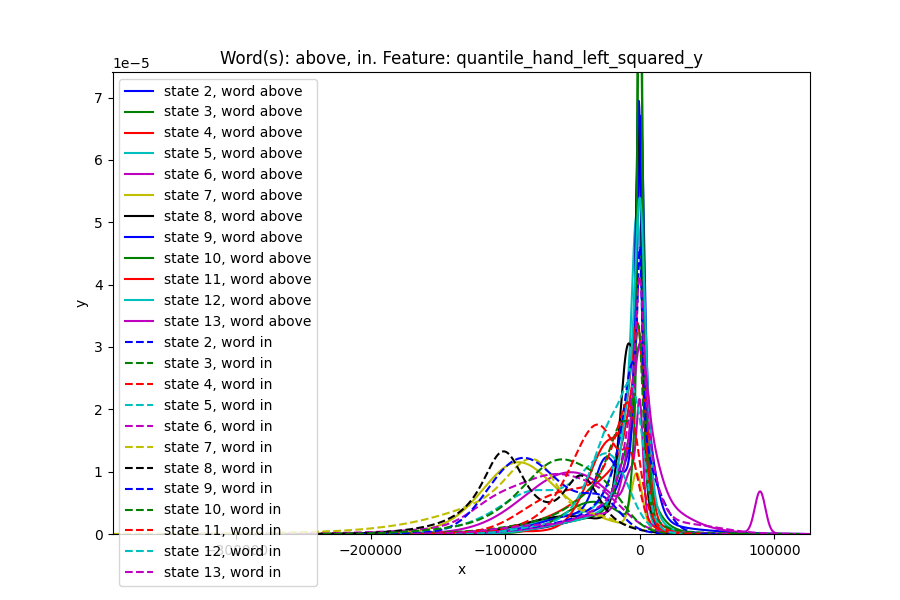 Word(s): above, in. Feature: quantile_hand_left_squared_y
1e−5
state 2, word above
state 3, word above
state 4, word above
state 5, word above
state 6, word above
state 7, word above
state 8, word above
state 9, word above
state 10, word above
state 11, word above
state 12, word above
state 13, word above
state 2, word in
state 3, word in
state 4, word in
state 5, word in
state 6, word in
state 7, word in
state 8, word in
state 9, word in
state 10, word in
state 11, word in
state 12, word in
state 13, word in
7
6
5
4
3
2
1
0
y
−300000 −200000 −100000 0 100000
x